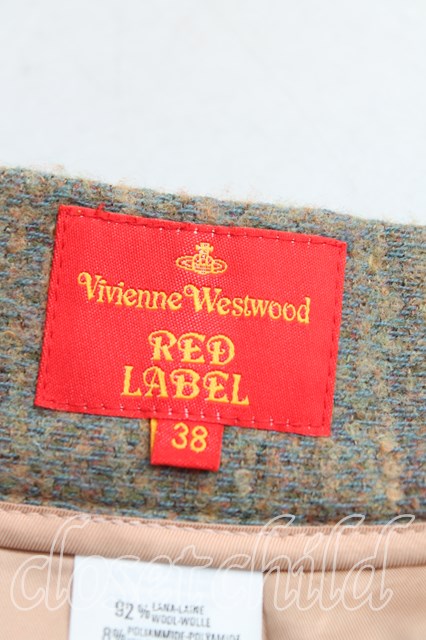 Vivienne Westwood
RED
LABEL
38
closetchild
92% LANA-LAINE
WOOL-WOLLE
8% POLIAMMIDE-POLYAMIDE